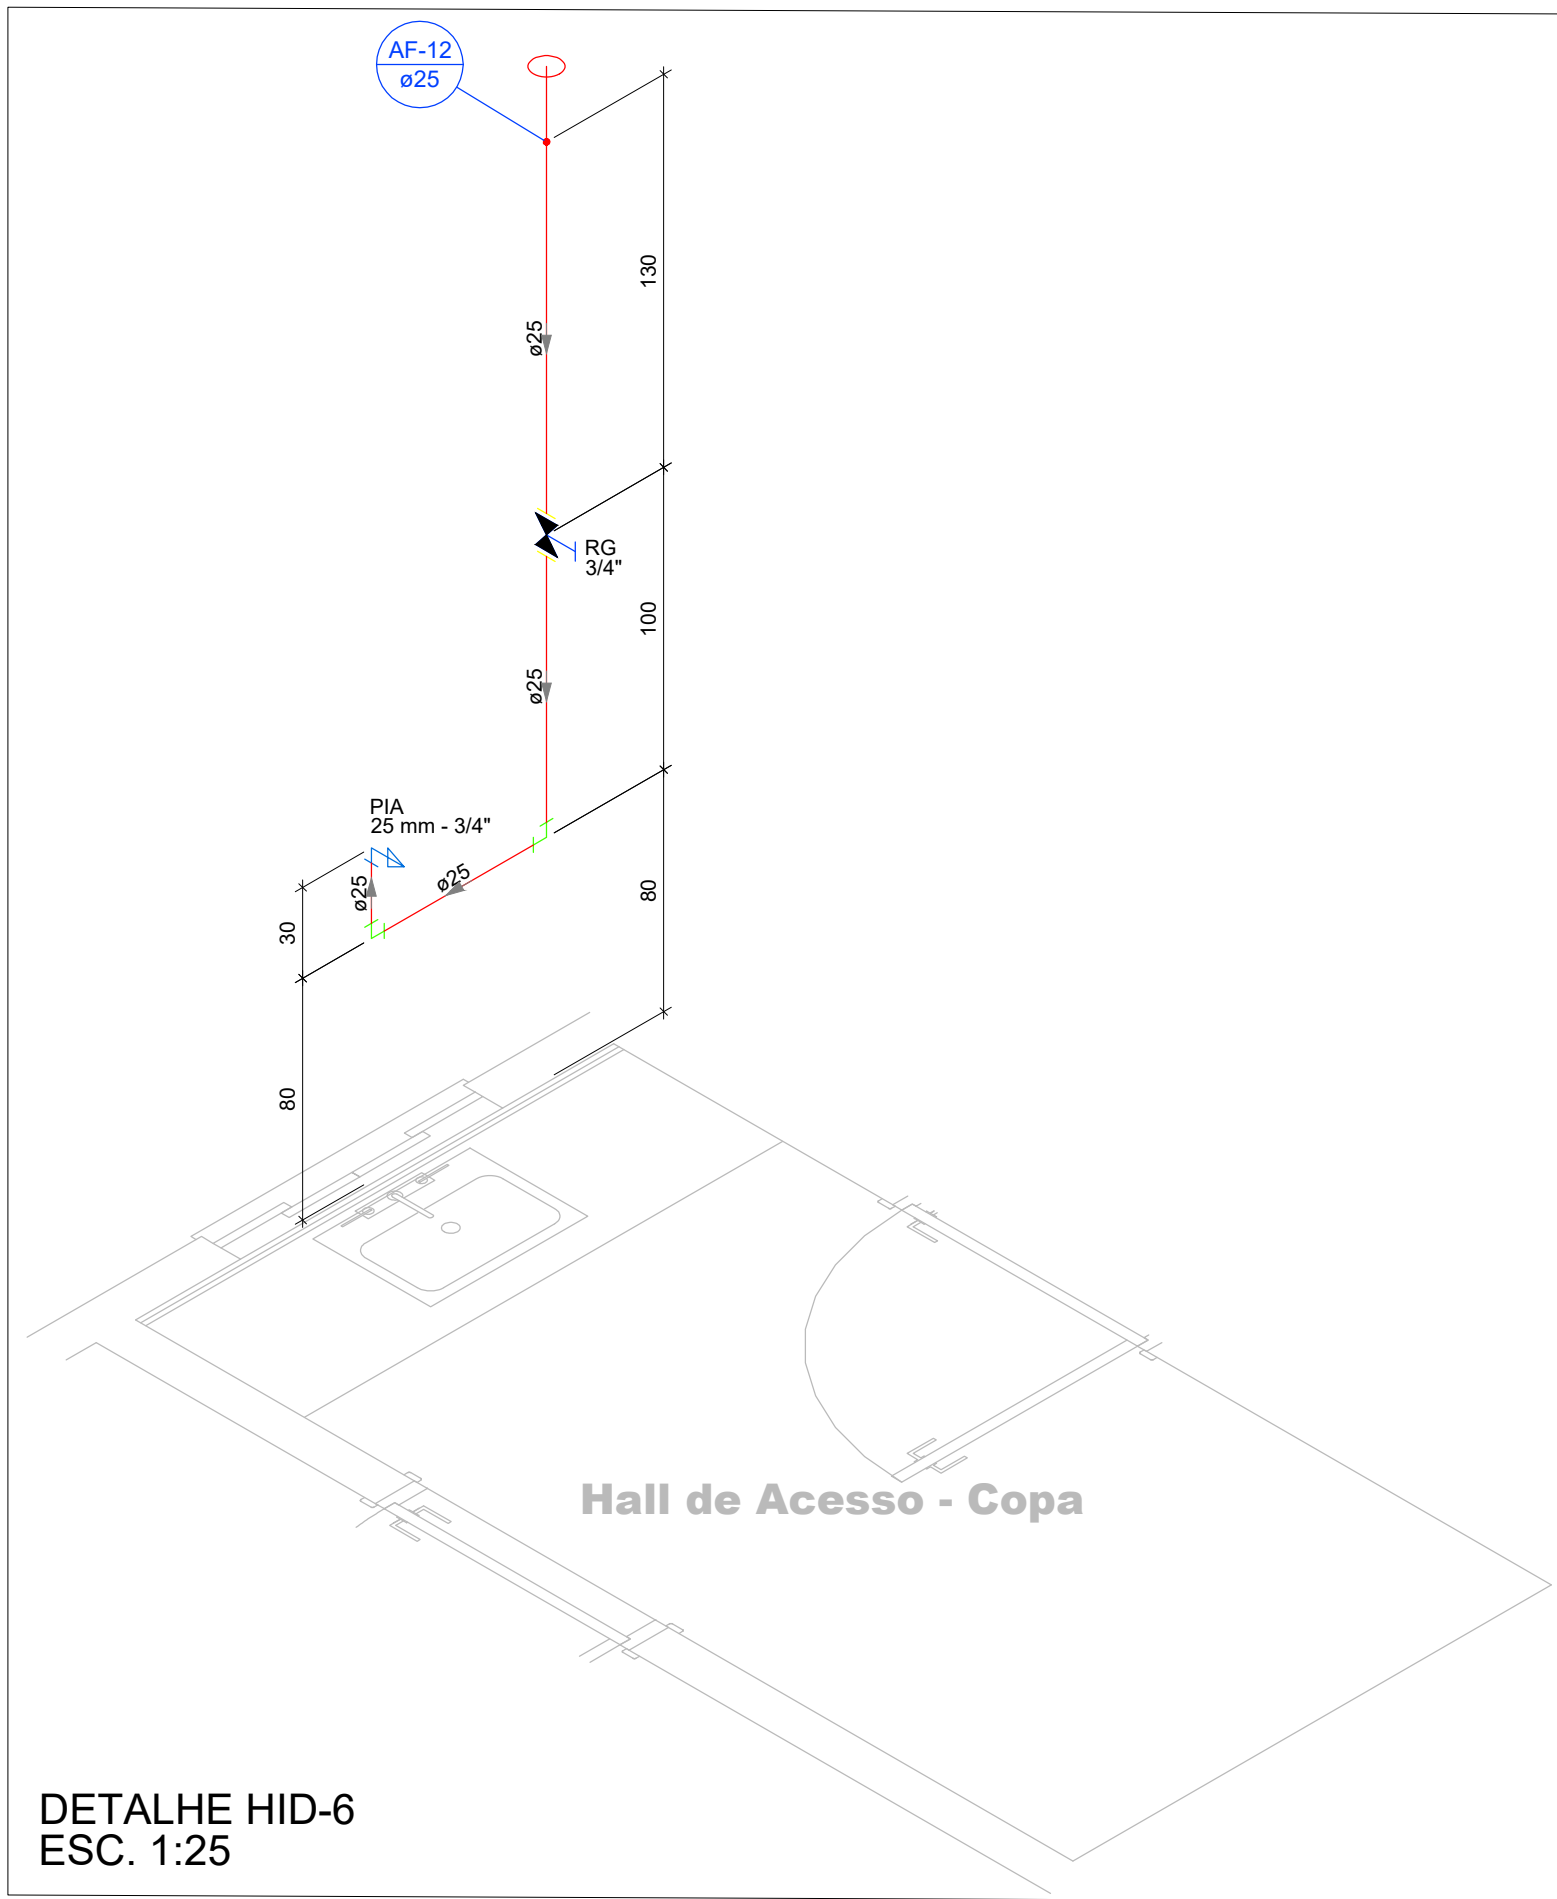 AF-12
ø25
130
ø25
RG
3/4"
100
ø25
PIA
25 mm - 3/4"
ø25
ø25
80
30
80
Hall de Acesso - Copa
DETALHE HID-6
ESC. 1:25